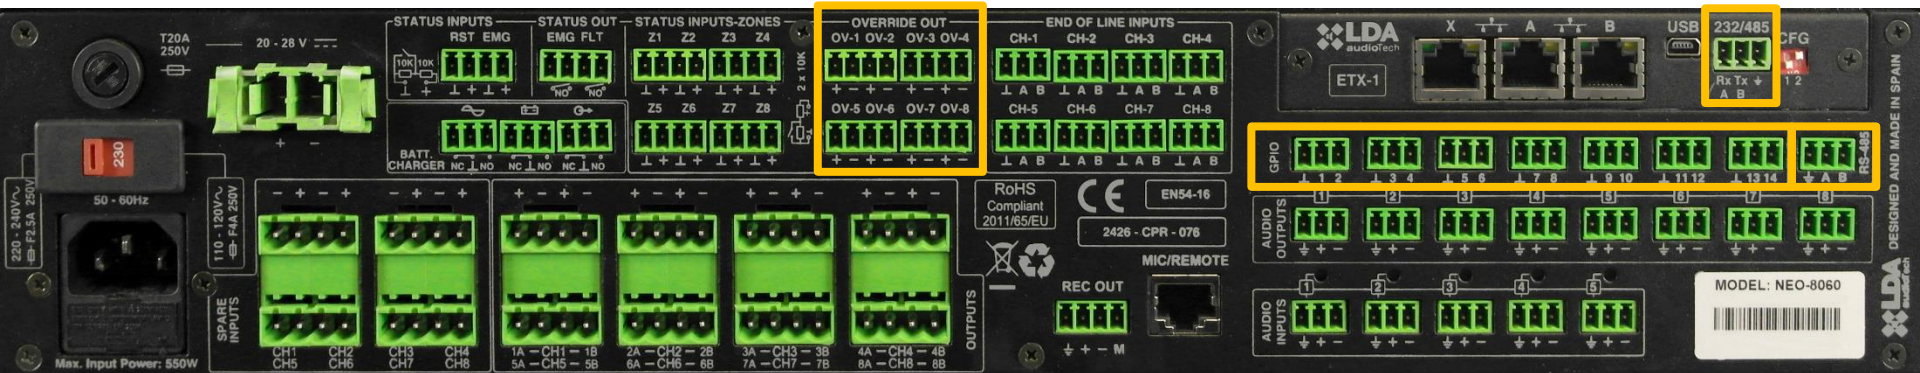 T20A
250V
20 - 28 V
+ −
STATUS INPUTS
RST EMG
10K 10K
⊥ + ⊥ +
STATUS OUT
EMG FLT
NO NO
STATUS INPUTS-ZONES
Z1 Z2 Z3 Z4
⊥ + ⊥ + ⊥ + ⊥ +
Z5 Z6 Z7 Z8
⊥ + ⊥ + ⊥ + ⊥ +
2 x 10K
OVERRIDE OUT
OV-1 OV-2 OV-3 OV-4
+ − + − + − + −
OV-5 OV-6 OV-7 OV-8
+ − + − + − + −
END OF LINE INPUTS
CH-1 CH-2 CH-3 CH-4
⊥ A B ⊥ A B ⊥ A B ⊥ A B
CH-5 CH-6 CH-7 CH-8
⊥ A B ⊥ A B ⊥ A B ⊥ A B
BATT.
CHARGER
NC ⊥ NO NC ⊥ NO NC ⊥ NO
LDA
audioTech
ETX-1
X A B
USB
232/485
Rx Tx
A B
CFG
1 2
DESIGNED AND MADE IN SPAIN
LDA
audioTech
230
50 - 60Hz
220 - 240V~
F2.5A 250V
110 - 120V~
F4A 250V
Max. Input Power: 550W
SPARE
INPUTS
− + − + − + − +
CH1 CH2 CH3 CH4
CH5 CH6 CH7 CH8
+ − − + + − − + + − − + + − − +
1A − CH1 − 1B 2A − CH2 − 2B 3A − CH3 − 3B 4A − CH4 − 4B
5A − CH5 − 5B 6A − CH6 − 6B 7A − CH7 − 7B 8A − CH8 − 8B
OUTPUTS
RoHS
Compliant
2011/65/EU
CE
EN54-16
2426 - CPR - 076
MIC/REMOTE
REC OUT
+ − M
GPIO
⊥ 1 2 ⊥ 3 4 ⊥ 5 6 ⊥ 7 8 ⊥ 9 10 ⊥ 11 12 ⊥ 13 14
A B
RS-485
AUDIO
OUTPUTS
1 2 3 4 5 6 7 8
+ − + − + − + − + − + − + − + −
AUDIO
INPUTS
1 2 3 4 5
+ − + − + − + − + −
MODEL: NEO-8060